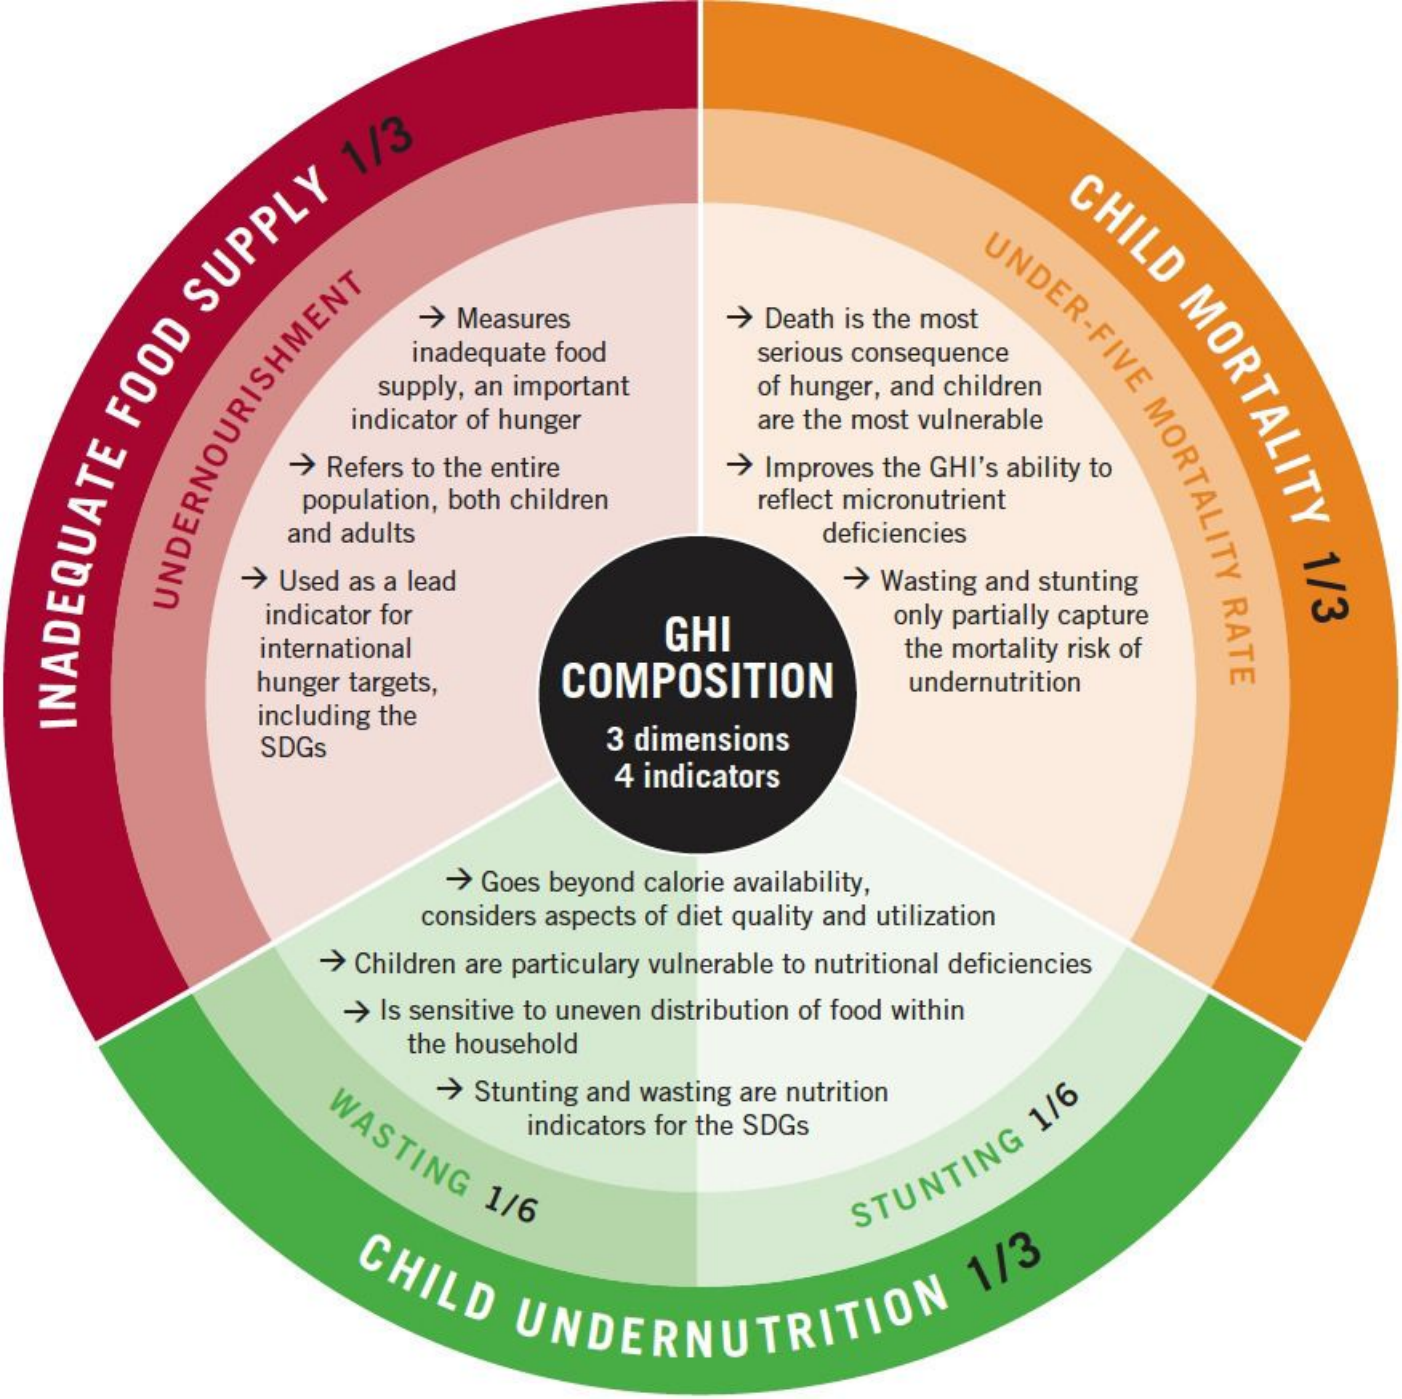 INADEQUATE FOOD SUPPLY 1/3
UNDERNOURISHMENT
→ Measures
inadequate food
supply, an important
indicator of hunger
→ Refers to the entire
population, both children
and adults
→ Used as a lead
indicator for
international
hunger targets,
including the
SDGs
CHILD MORTALITY 1/3
UNDER-FIVE MORTALITY RATE
→ Death is the most
serious consequence
of hunger, and children
are the most vulnerable
→ Improves the GHI’s ability to
reflect micronutrient
deficiencies
→ Wasting and stunting
only partially capture
the mortality risk of
undernutrition
GHI
COMPOSITION
3 dimensions
4 indicators
→ Goes beyond calorie availability,
considers aspects of diet quality and utilization
→ Children are particulary vulnerable to nutritional deficiencies
→ Is sensitive to uneven distribution of food within
the household
→ Stunting and wasting are nutrition
indicators for the SDGs
WASTING 1/6
STUNTING 1/6
CHILD UNDERNUTRITION 1/3